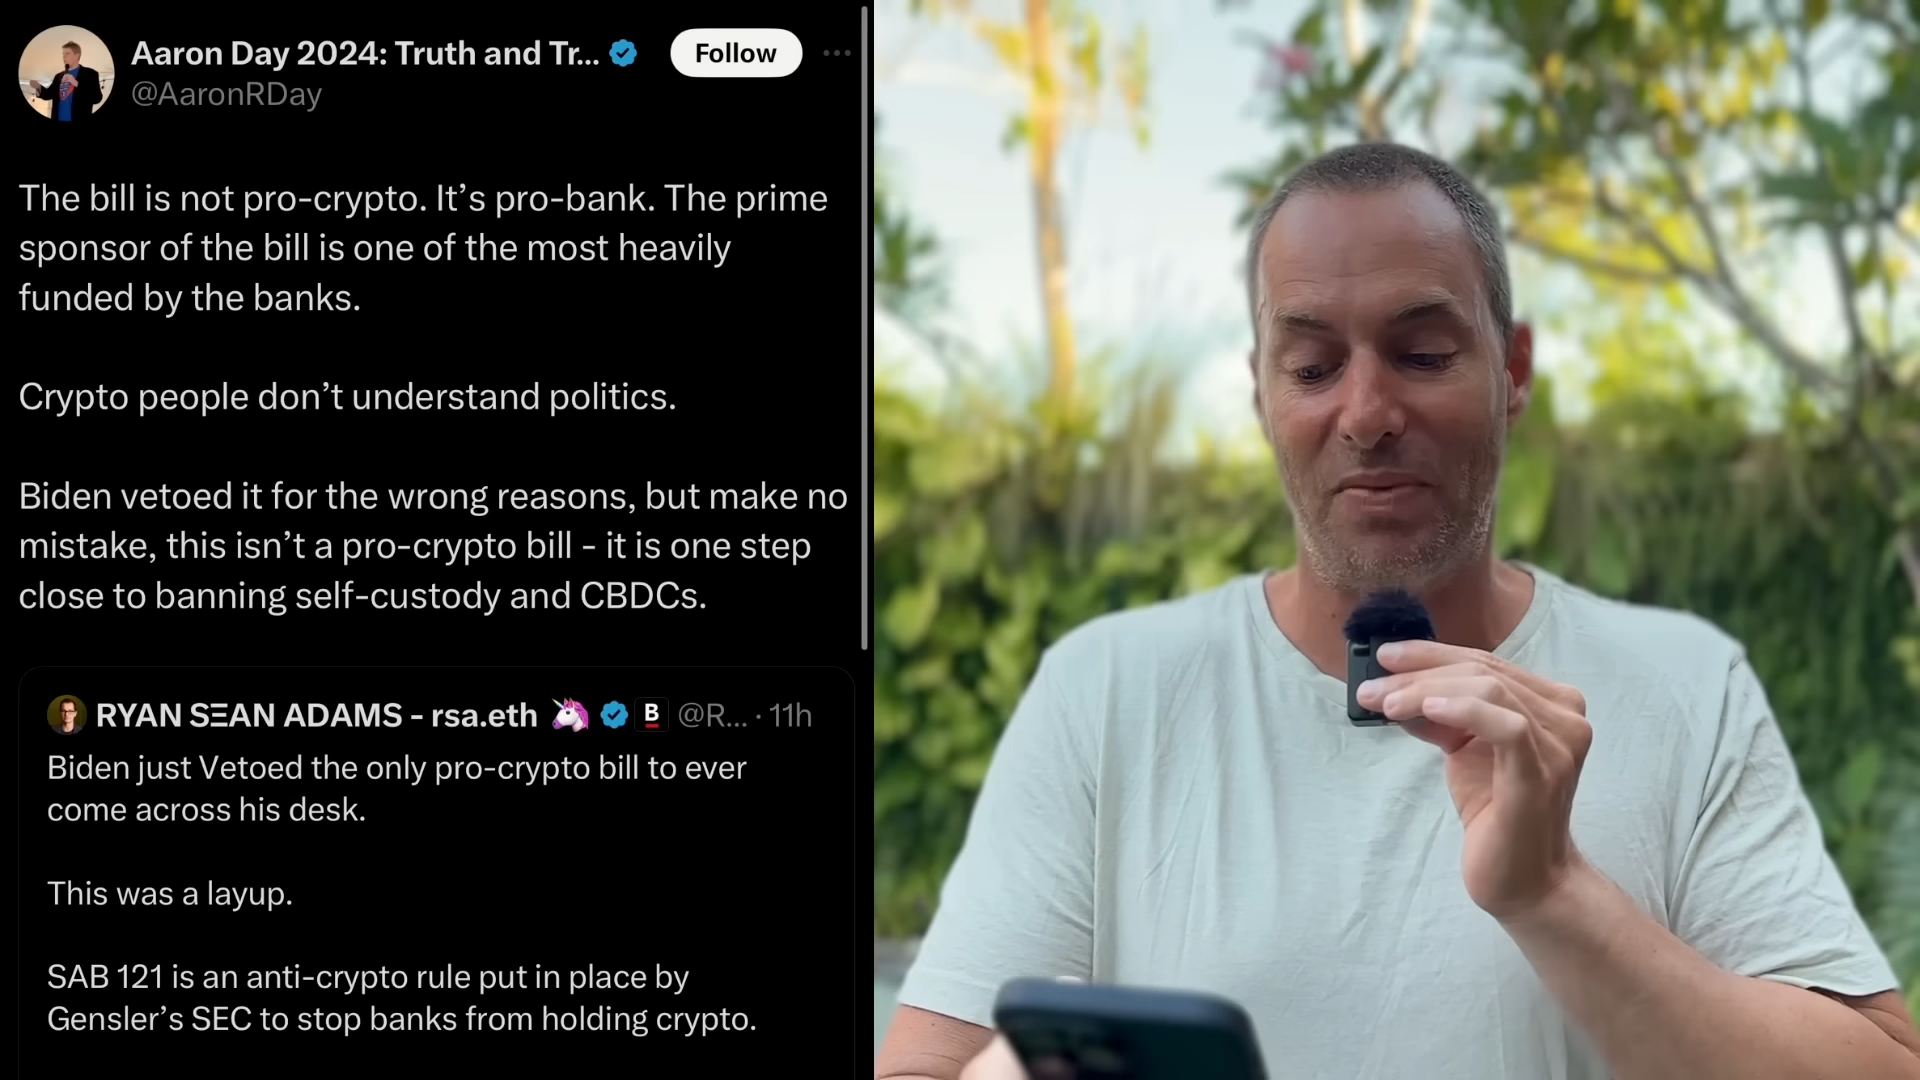 Aaron Day 2024: Truth and Tr...
Follow
@AaronRDay
The bill is not pro-crypto. It’s pro-bank. The prime
sponsor of the bill is one of the most heavily
funded by the banks.
Crypto people don’t understand politics.
Biden vetoed it for the wrong reasons, but make no
mistake, this isn’t a pro-crypto bill - it is one step
close to banning self-custody and CBDCs.
RYAN SΞAN ADAMS - rsa.eth 🦄 B @R... · 11h
Biden just Vetoed the only pro-crypto bill to ever
come across his desk.
This was a layup.
SAB 121 is an anti-crypto rule put in place by
Gensler’s SEC to stop banks from holding crypto.